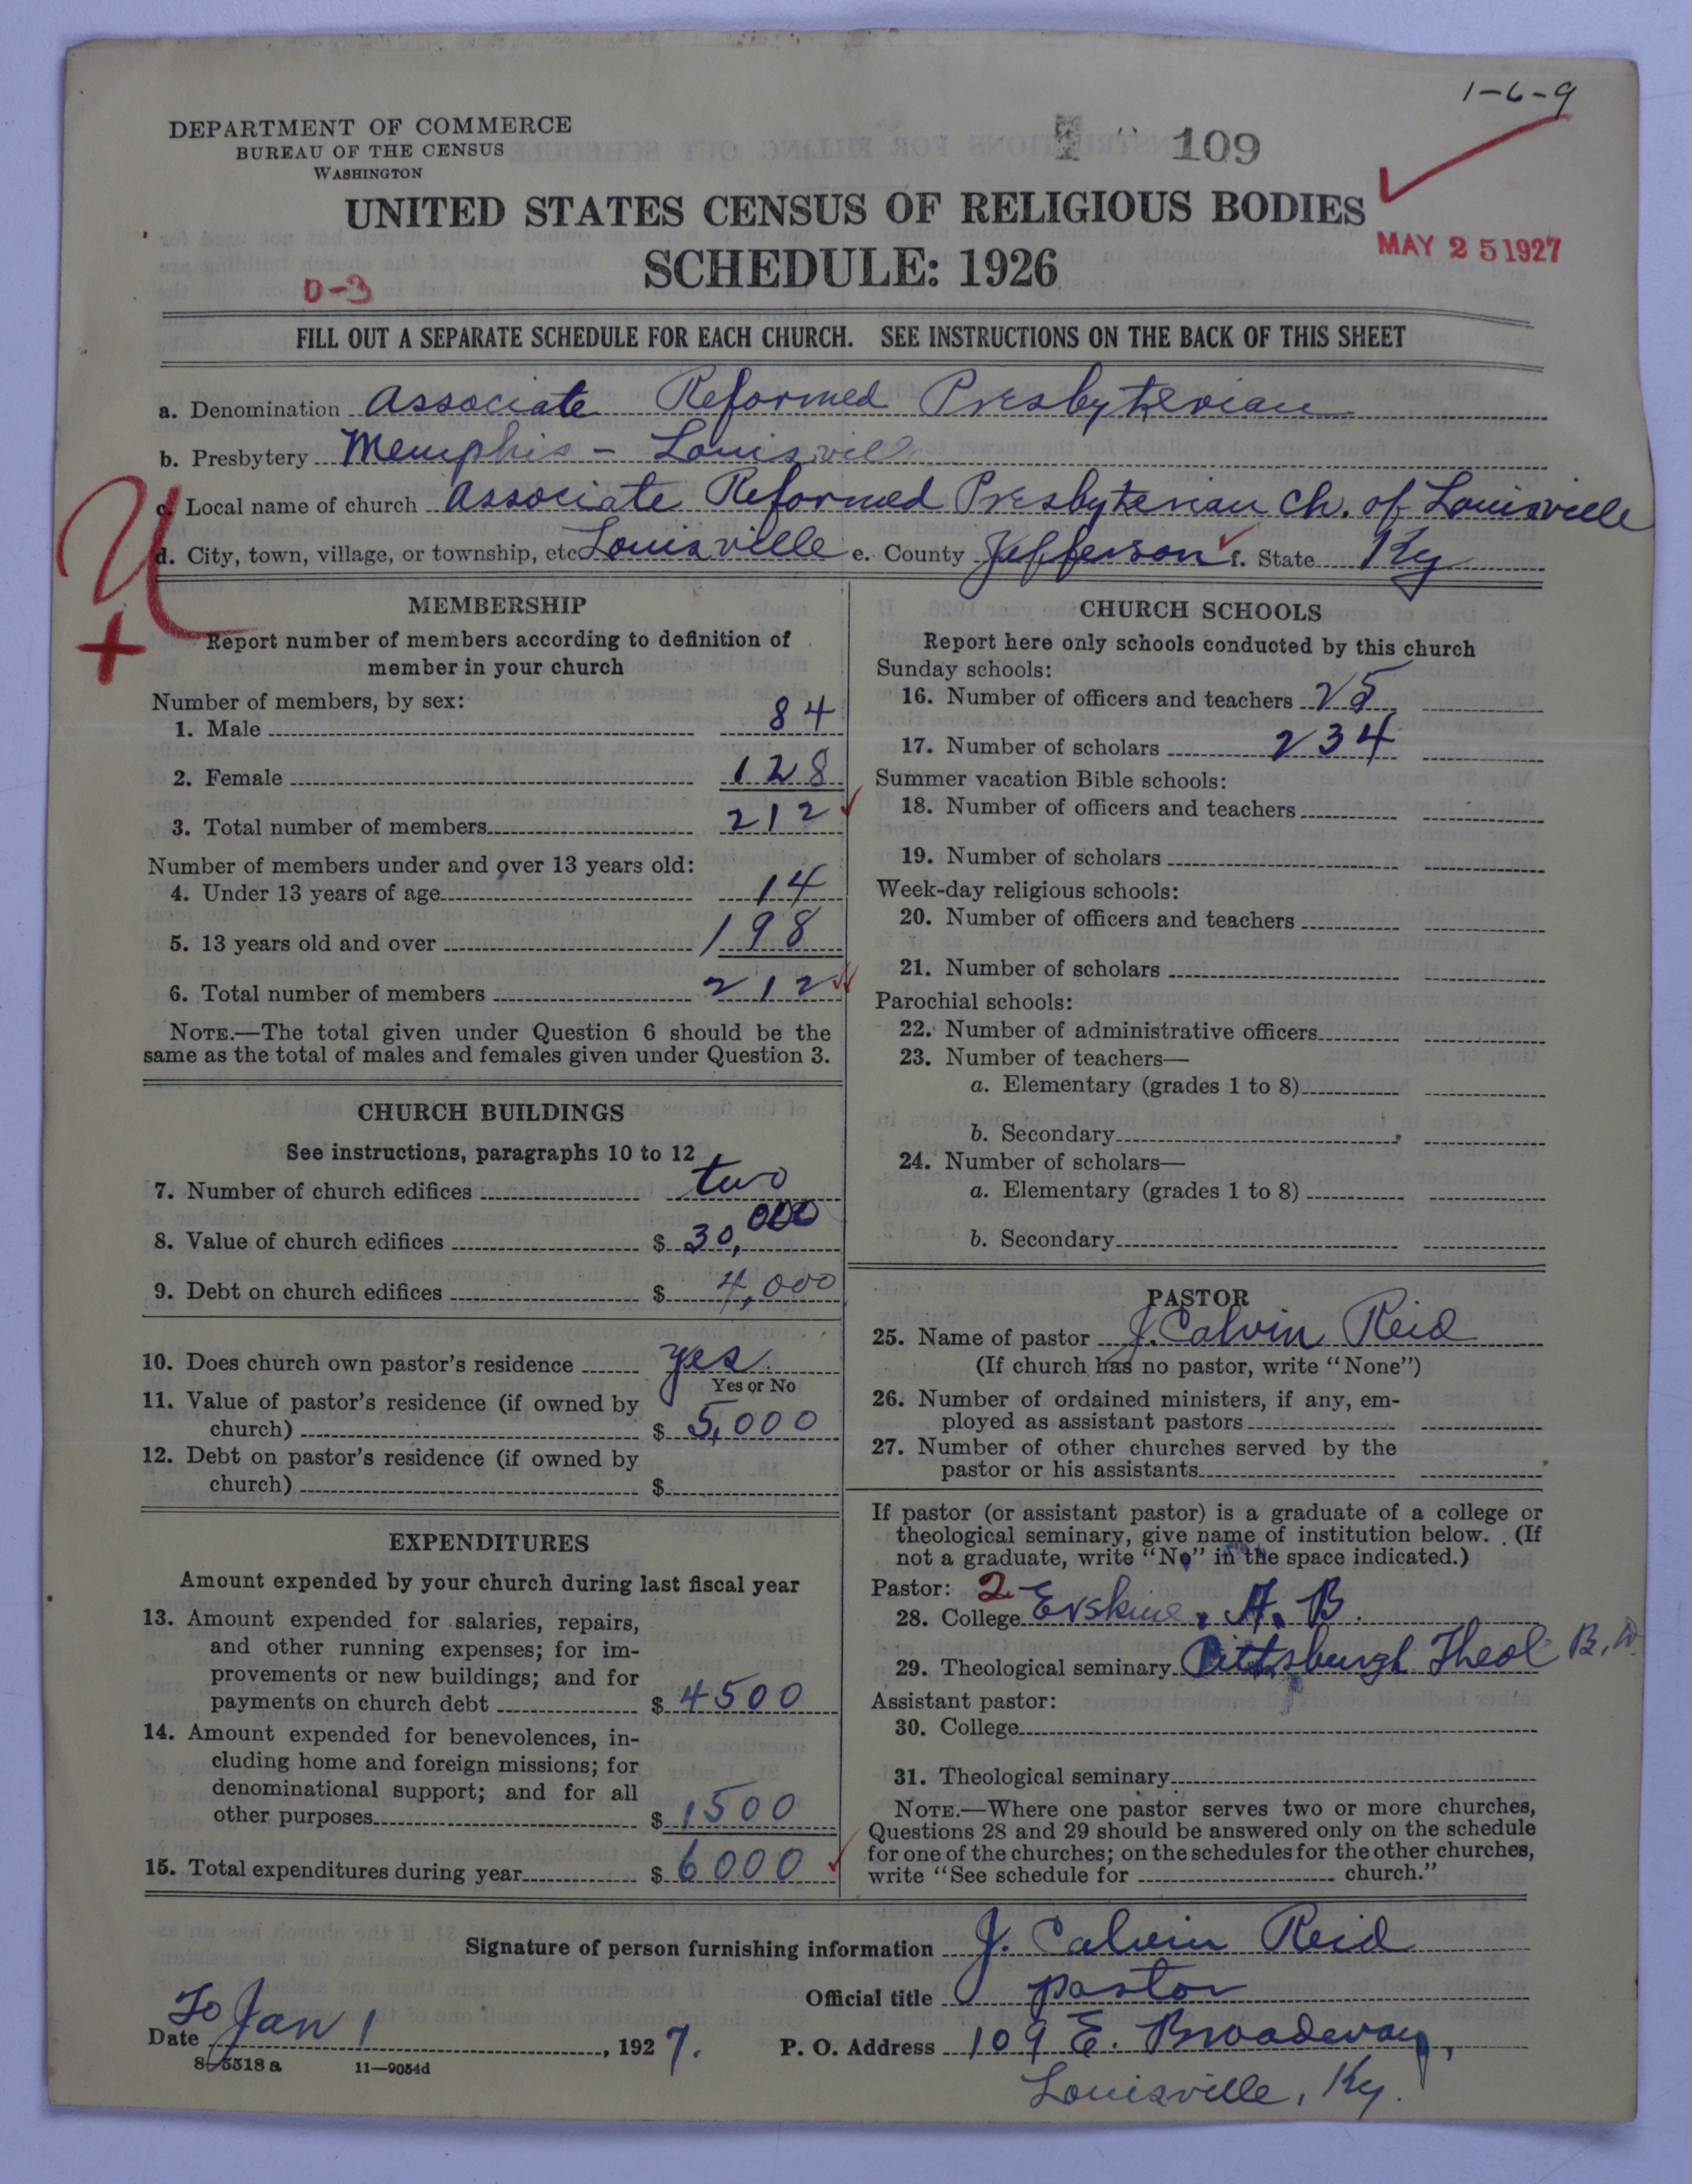 1-6-9
DEPARTMENT OF COMMERCE
BUREAU OF THE CENSUS
WASHINGTON
109
UNITED STATES CENSUS OF RELIGIOUS BODIES
SCHEDULE: 1926
MAY 25 1927
D-3
FILL OUT A SEPARATE SCHEDULE FOR EACH CHURCH. SEE INSTRUCTIONS ON THE BACK OF THIS SHEET
a. Denomination Associate Reformed Presbyterian
b. Presbytery Memphis - Louisville
c. Local name of church Associate Reformed Presbyterian Ch. of Louisville
d. City, town, village, or township, etc Louisville e. County Jefferson f. State Ky
U
+
MEMBERSHIP
Report number of members according to definition of
member in your church
Number of members, by sex:
1. Male 84
2. Female 128
3. Total number of members 212
Number of members under and over 13 years old:
4. Under 13 years of age 14
5. 13 years old and over 198
6. Total number of members 212
NOTE.—The total given under Question 6 should be the
same as the total of males and females given under Question 3.
CHURCH BUILDINGS
See instructions, paragraphs 10 to 12
7. Number of church edifices two
8. Value of church edifices $ 30,000
9. Debt on church edifices $ 4,000
10. Does church own pastor's residence yes
Yes or No
11. Value of pastor's residence (if owned by
church) $ 5,000
12. Debt on pastor's residence (if owned by
church) $
EXPENDITURES
Amount expended by your church during last fiscal year
13. Amount expended for salaries, repairs,
and other running expenses; for im-
provements or new buildings; and for
payments on church debt $ 4500
14. Amount expended for benevolences, in-
cluding home and foreign missions; for
denominational support; and for all
other purposes $ 1500
15. Total expenditures during year $ 6000
CHURCH SCHOOLS
Report here only schools conducted by this church
Sunday schools:
16. Number of officers and teachers 25
17. Number of scholars 234
Summer vacation Bible schools:
18. Number of officers and teachers
19. Number of scholars
Week-day religious schools:
20. Number of officers and teachers
21. Number of scholars
Parochial schools:
22. Number of administrative officers
23. Number of teachers—
a. Elementary (grades 1 to 8)
b. Secondary
24. Number of scholars—
a. Elementary (grades 1 to 8)
b. Secondary
PASTOR
25. Name of pastor J. Calvin Reid
(If church has no pastor, write "None")
26. Number of ordained ministers, if any, em-
ployed as assistant pastors
27. Number of other churches served by the
pastor or his assistants
If pastor (or assistant pastor) is a graduate of a college or
theological seminary, give name of institution below. (If
not a graduate, write "No" in the space indicated.)
Pastor: 2
28. College Erskine, A. B.
29. Theological seminary Pittsburgh Theol B. D.
Assistant pastor:
30. College
31. Theological seminary
NOTE.—Where one pastor serves two or more churches,
Questions 28 and 29 should be answered only on the schedule
for one of the churches; on the schedules for the other churches,
write "See schedule for church."
Signature of person furnishing information J. Calvin Reid
Official title pastor
To
Date Jan 1, 1927. P. O. Address 109 E. Broadway,
Louisville, Ky.
8-5518a 11—9054d